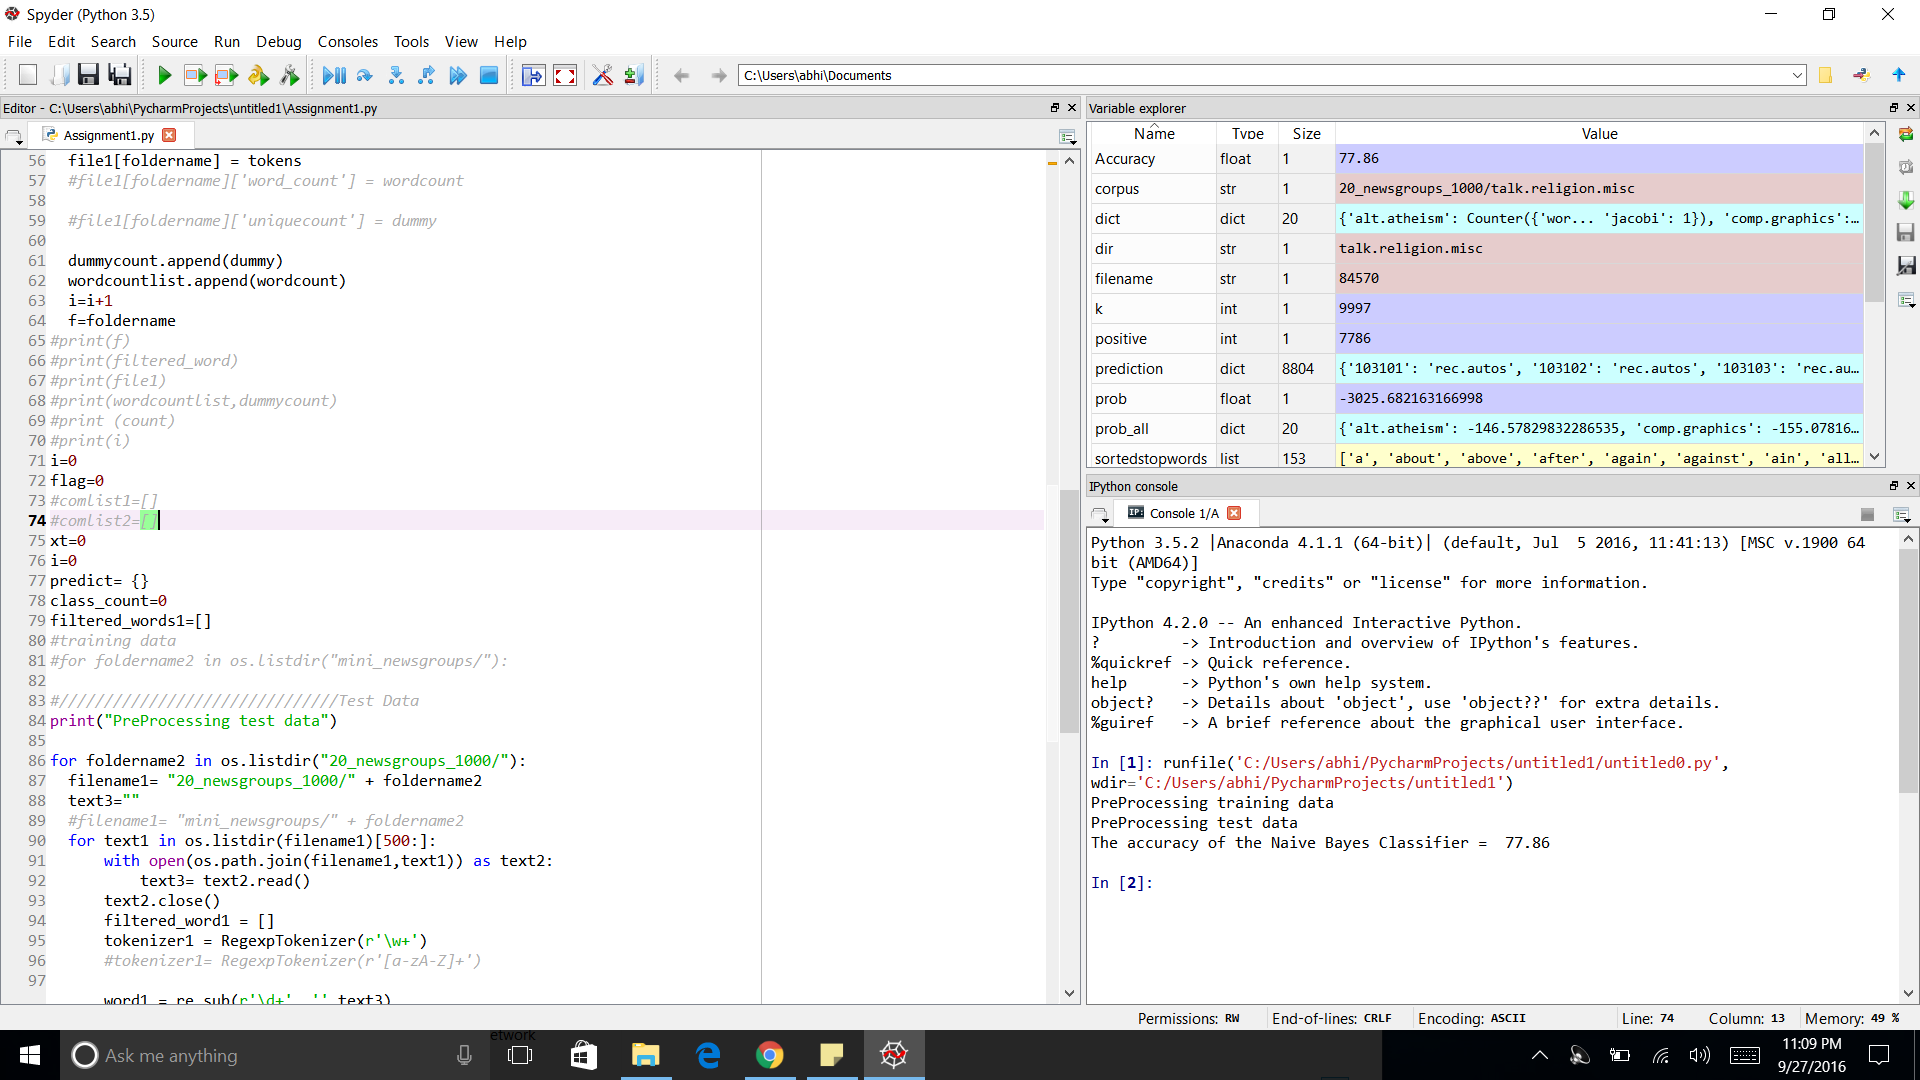 Spyder (Python 3.5)
File Edit Search Source Run Debug Consoles Tools View Help
C:\Users\abhi\Documents
Editor - C:\Users\abhi\PycharmProjects\untitled1\Assignment1.py
Assignment1.py
56 file1[foldername] = tokens
57 #file1[foldername]['word_count'] = wordcount
58
59 #file1[foldername]['uniquecount'] = dummy
60
61 dummycount.append(dummy)
62 wordcountlist.append(wordcount)
63 i=i+1
64 f=foldername
65 #print(f)
66 #print(filtered_word)
67 #print(file1)
68 #print(wordcountlist,dummycount)
69 #print (count)
70 #print(i)
71 i=0
72 flag=0
73 #comlist1=[]
74 #comlist2=[]
75 xt=0
76 i=0
77 predict= {}
78 class_count=0
79 filtered_words1=[]
80 #training data
81 #for foldername2 in os.listdir("mini_newsgroups/"):
82
83 #///////////////////////////////Test Data
84 print("PreProcessing test data")
85
86 for foldername2 in os.listdir("20_newsgroups_1000/"):
87 filename1= "20_newsgroups_1000/" + foldername2
88 text3=""
89 #filename1= "mini_newsgroups/" + foldername2
90 for text1 in os.listdir(filename1)[500:]:
91 with open(os.path.join(filename1,text1)) as text2:
92 text3= text2.read()
93 text2.close()
94 filtered_word1 = []
95 tokenizer1 = RegexpTokenizer(r'\w+')
96 #tokenizer1= RegexpTokenizer(r'[a-zA-Z]+')
97
word1 = re.sub(r'\d+', '', text3)
Variable explorer
Name Type Size Value
Accuracy float 1 77.86
corpus str 1 20_newsgroups_1000/talk.religion.misc
dict dict 20 {'alt.atheism': Counter({'wor... 'jacobi': 1}), 'comp.graphics':...
dir str 1 talk.religion.misc
filename str 1 84570
k int 1 9997
positive int 1 7786
prediction dict 8804 {'103101': 'rec.autos', '103102': 'rec.autos', '103103': 'rec.au...
prob float 1 -3025.682163166998
prob_all dict 20 {'alt.atheism': -146.57829832286535, 'comp.graphics': -155.07816...
sortedstopwords list 153 ['a', 'about', 'above', 'after', 'again', 'against', 'ain', 'all...
IPython console
IP: Console 1/A
Python 3.5.2 |Anaconda 4.1.1 (64-bit)| (default, Jul  5 2016, 11:41:13) [MSC v.1900 64
bit (AMD64)]
Type "copyright", "credits" or "license" for more information.
IPython 4.2.0 -- An enhanced Interactive Python.
? -> Introduction and overview of IPython's features.
%quickref -> Quick reference.
help -> Python's own help system.
object? -> Details about 'object', use 'object??' for extra details.
%guiref -> A brief reference about the graphical user interface.
In [1]: runfile('C:/Users/abhi/PycharmProjects/untitled1/untitled0.py',
wdir='C:/Users/abhi/PycharmProjects/untitled1')
PreProcessing training data
PreProcessing test data
The accuracy of the Naive Bayes Classifier =  77.86
In [2]:
Permissions: RW End-of-lines: CRLF Encoding: ASCII Line: 74 Column: 13 Memory: 49 %
etwork
Ask me anything
11:09 PM
9/27/2016